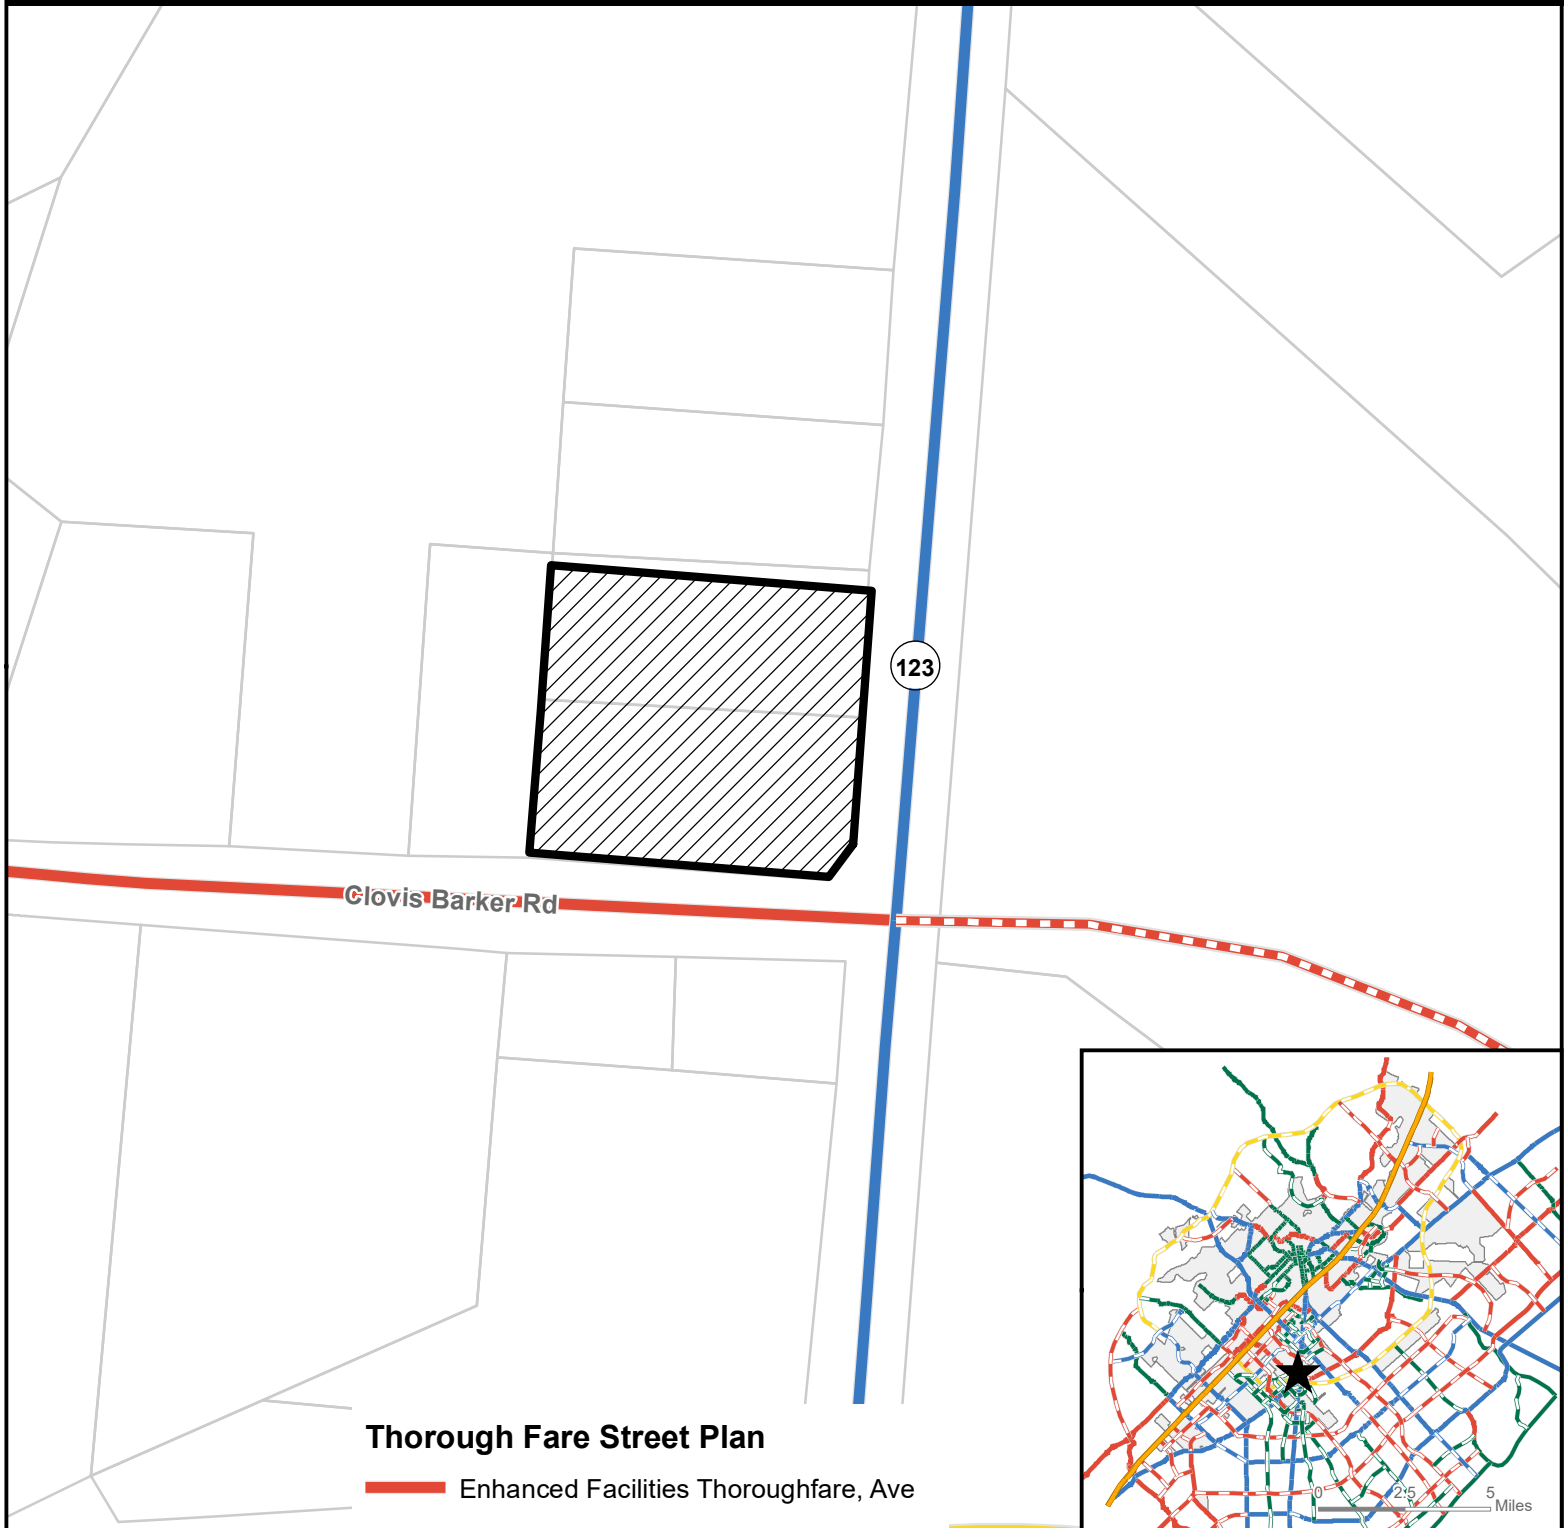 123
Clovis Barker Rd
Thorough Fare Street Plan
Enhanced Facilities Thoroughfare, Ave
0 2.5 5
Miles